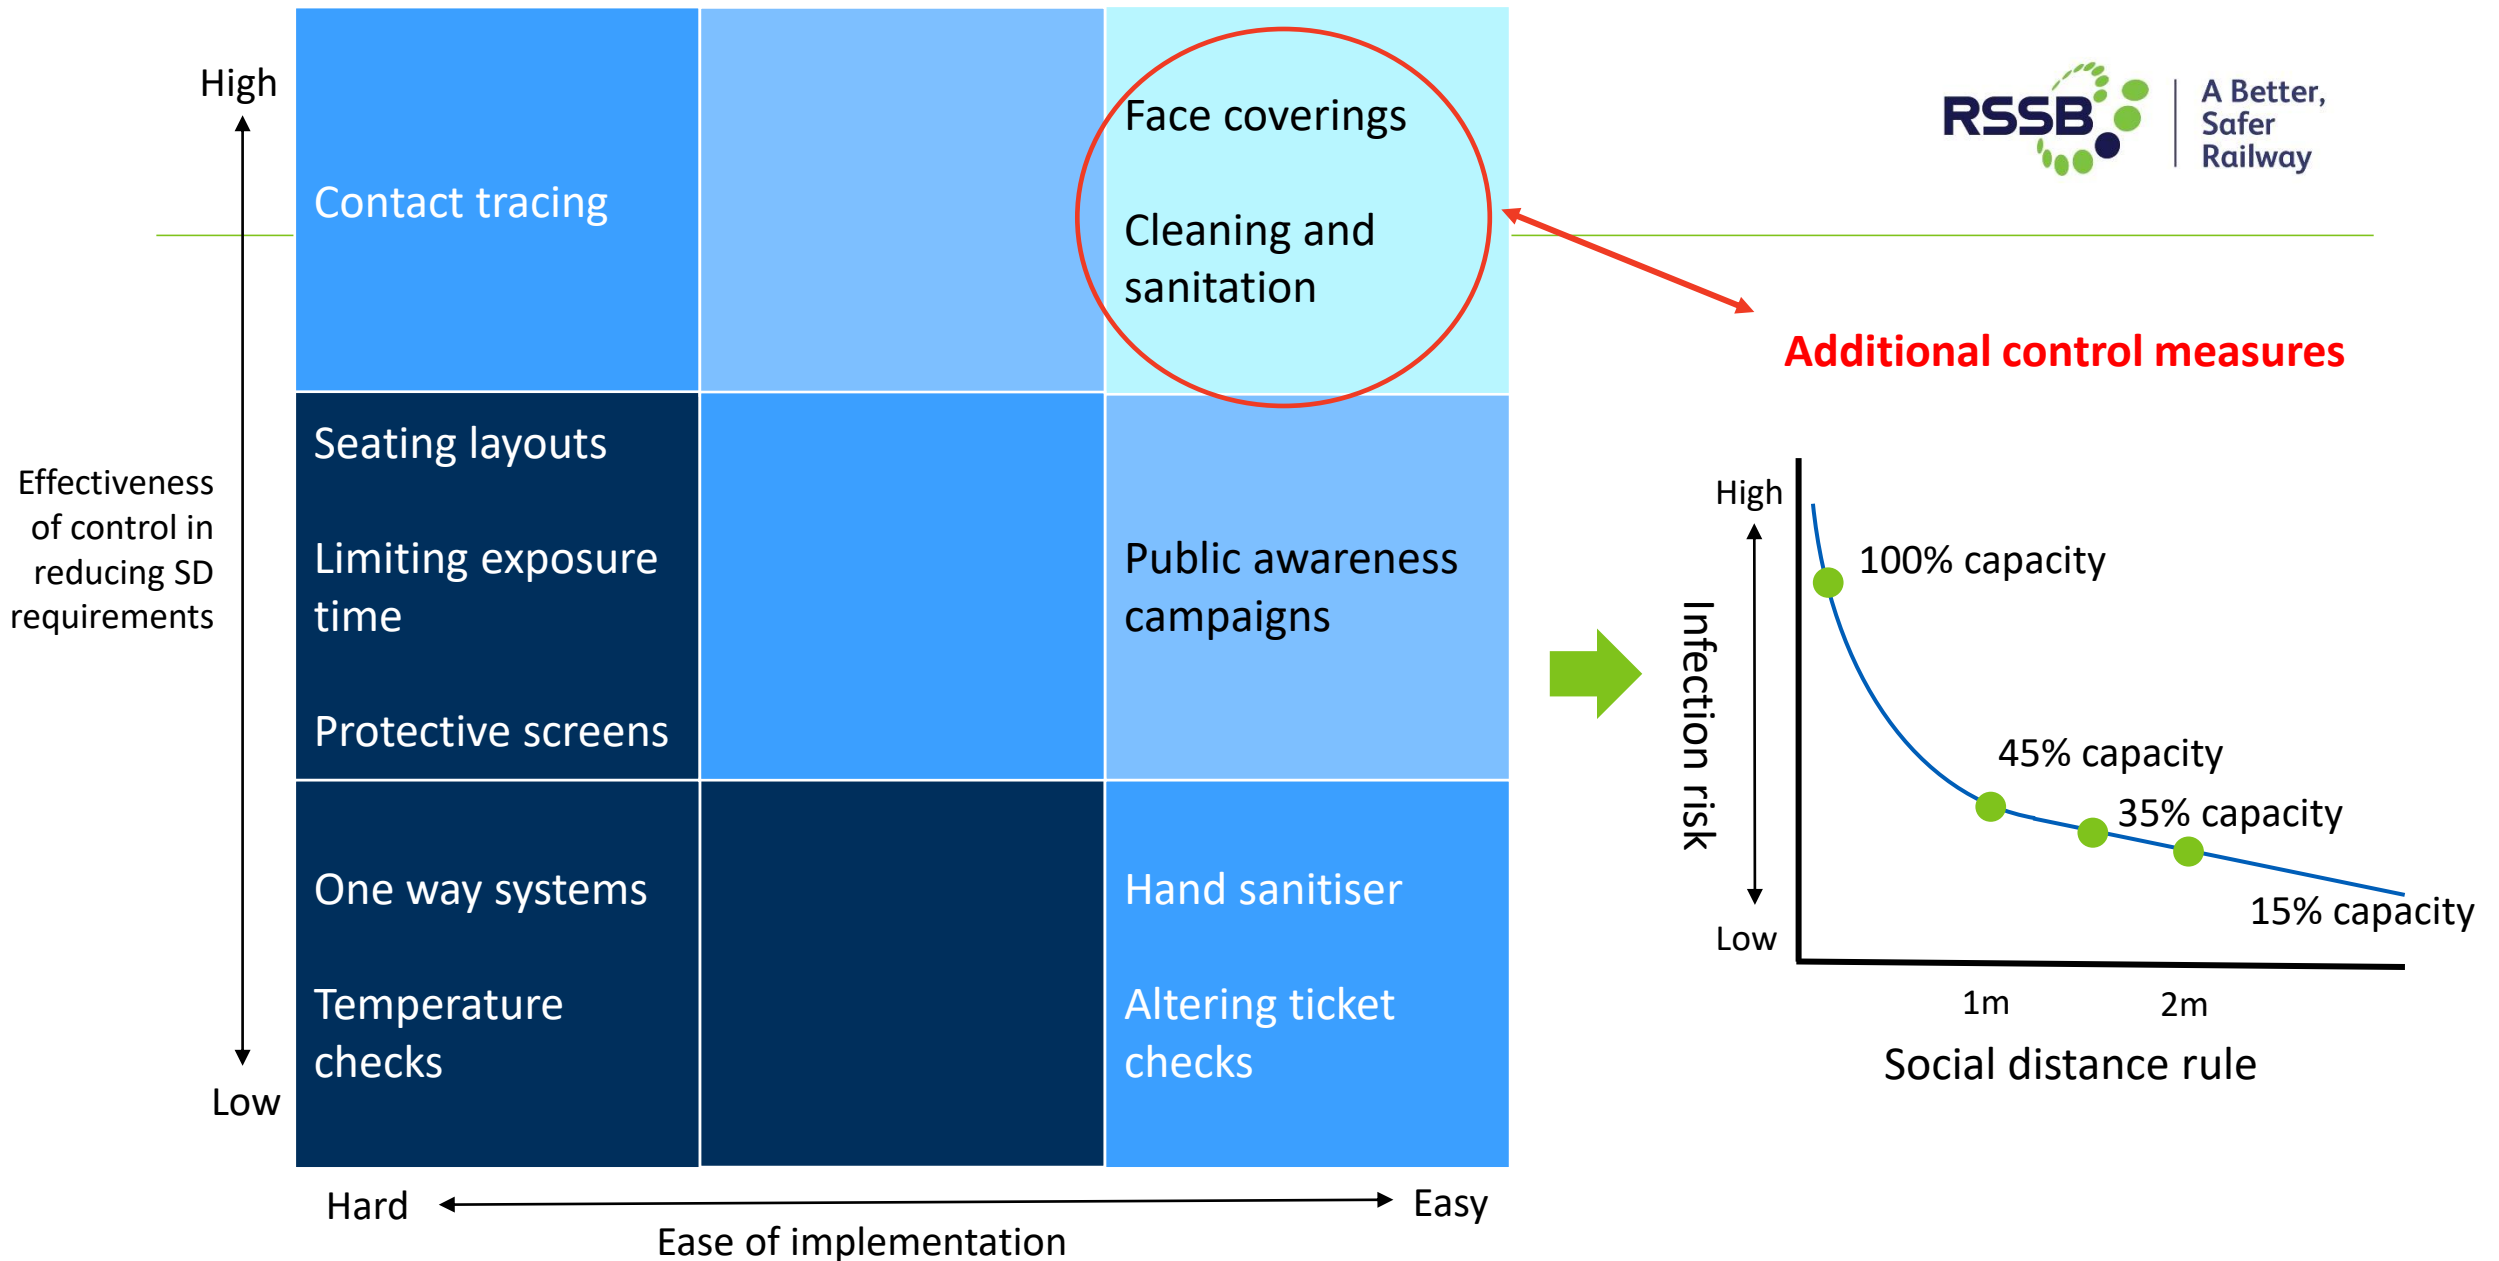 High
Effectiveness
of control in
reducing SD
requirements
Low
Contact tracing
Face coverings
Cleaning and
sanitation
Seating layouts
Limiting exposure
time
Protective screens
Public awareness
campaigns
One way systems
Temperature
checks
Hand sanitiser
Altering ticket
checks
Hard
Easy
Ease of implementation
RSSB
A Better,
Safer
Railway
Additional control measures
High
Infection risk
Low
100% capacity
45% capacity
35% capacity
15% capacity
1m
2m
Social distance rule